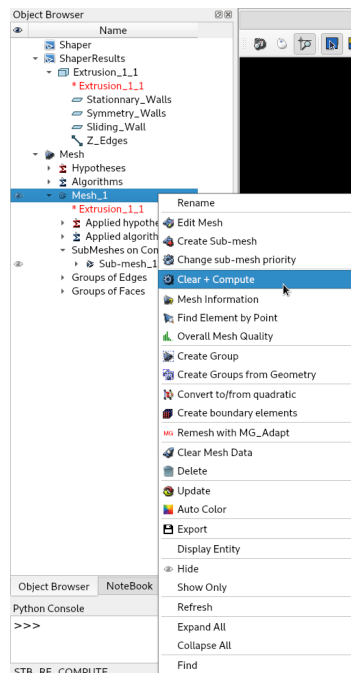 Object Browser
Name
Shaper
ShaperResults
Extrusion_1_1
* Extrusion_1_1
Stationnary_Walls
Symmetry_Walls
Sliding_Wall
Z_Edges
Mesh
Hypotheses
Algorithms
Mesh_1
* Extrusion_1_1
Applied hypothe
Applied algorith
SubMeshes on Con
Sub-mesh_1
Groups of Edges
Groups of Faces
Rename
Edit Mesh
Create Sub-mesh
Change sub-mesh priority
Clear + Compute
Mesh Information
Find Element by Point
Overall Mesh Quality
Create Group
Create Groups from Geometry
Convert to/from quadratic
Create boundary elements
MG Remesh with MG_Adapt
Clear Mesh Data
Delete
Update
Auto Color
Export
Display Entity
Hide
Show Only
Refresh
Expand All
Collapse All
Find
Object Browser NoteBook
Python Console
>>>
STB_RE_COMPUTE